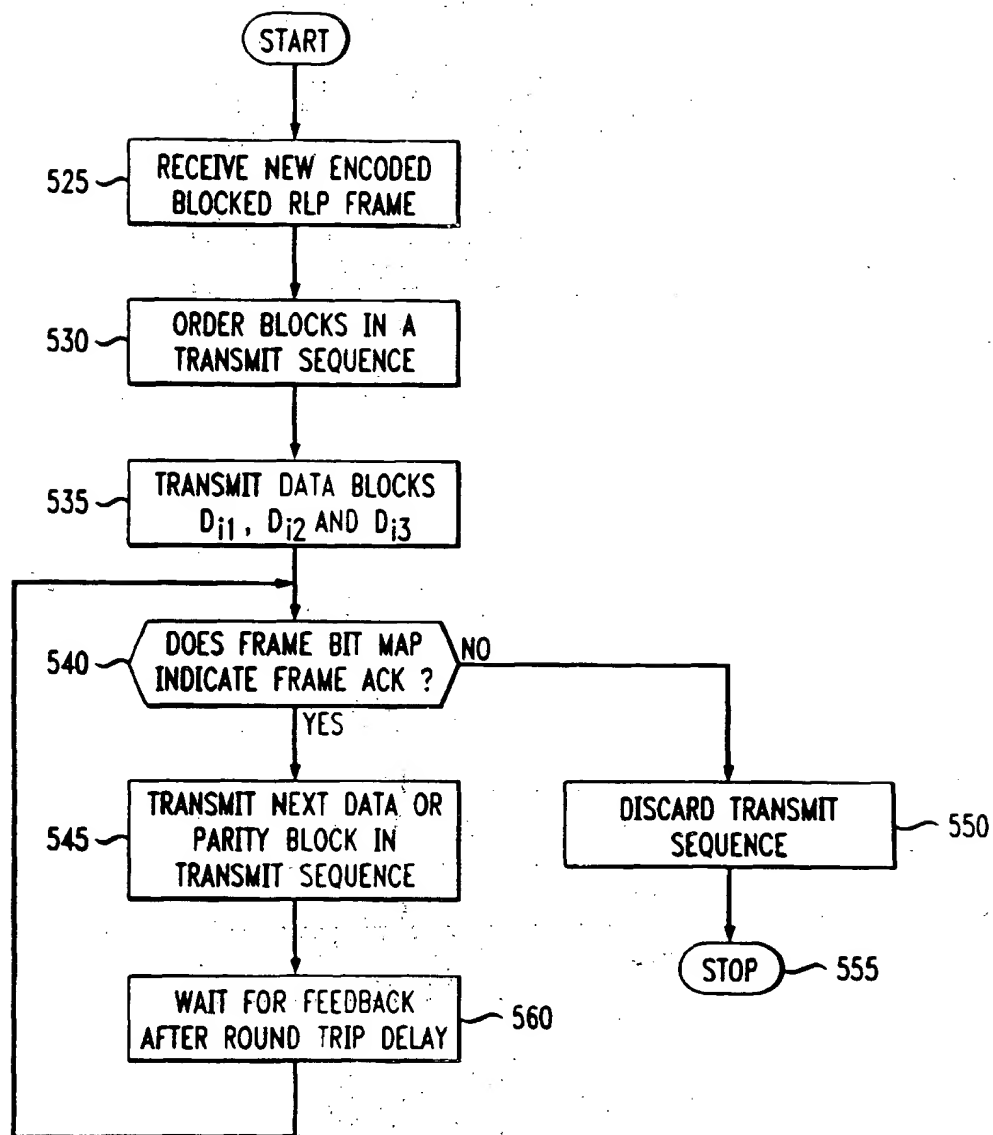 START
525
RECEIVE NEW ENCODED
BLOCKED RLP FRAME
530
ORDER BLOCKS IN A
TRANSMIT SEQUENCE
535
TRANSMIT DATA BLOCKS
Di1, Di2 AND Di3
540
DOES FRAME BIT MAP
INDICATE FRAME ACK ?
NO
YES
545
TRANSMIT NEXT DATA OR
PARITY BLOCK IN
TRANSMIT SEQUENCE
DISCARD TRANSMIT
SEQUENCE
550
STOP
555
WAIT FOR FEEDBACK
AFTER ROUND TRIP DELAY
560